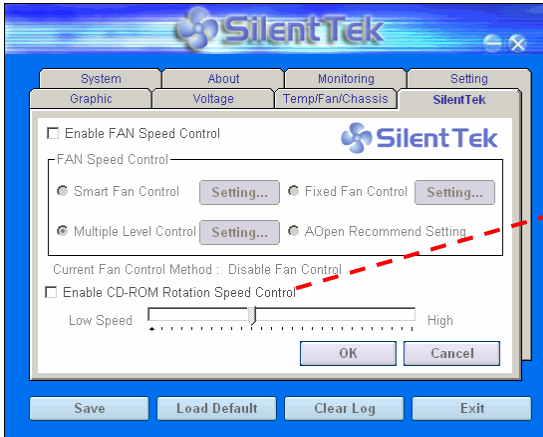 SilentTek
System About Monitoring Setting
Graphic Voltage Temp/Fan/Chassis SilentTek
Enable FAN Speed Control
SilentTek
FAN Speed Control
Smart Fan Control Setting... Fixed Fan Control Setting...
Multiple Level Control Setting... AOpen Recommend Setting
Current Fan Control Method : Disable Fan Control
Enable CD-ROM Rotation Speed Control
Low Speed High
OK Cancel
Save Load Default Clear Log Exit